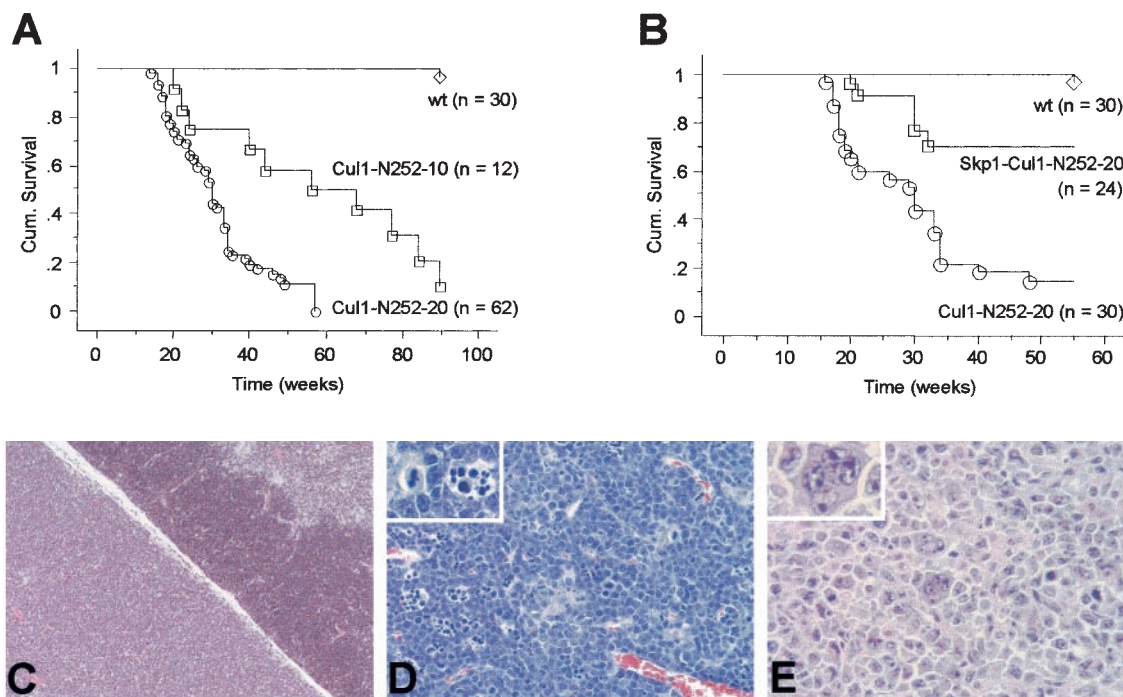 A
Cum. Survival
1
.8
.6
.4
.2
0
wt (n = 30)
Cul1-N252-10 (n = 12)
Cul1-N252-20 (n = 62)
0
20
40
60
80
100
Time (weeks)
B
Cum. Survival
1
.8
.6
.4
.2
0
wt (n = 30)
Skp1-Cul1-N252-20
(n = 24)
Cul1-N252-20 (n = 30)
0
10
20
30
40
50
60
Time (weeks)
C
D
E